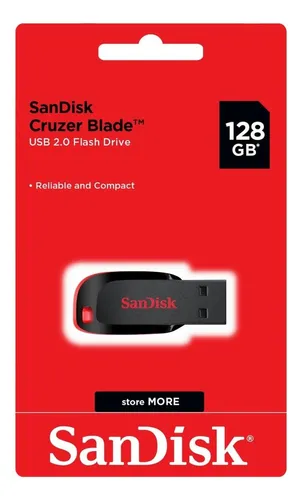 SanDisk
Cruzer Blade™
USB 2.0 Flash Drive
128
GB*
• Reliable and Compact
SanDisk
store MORE
SanDisk®